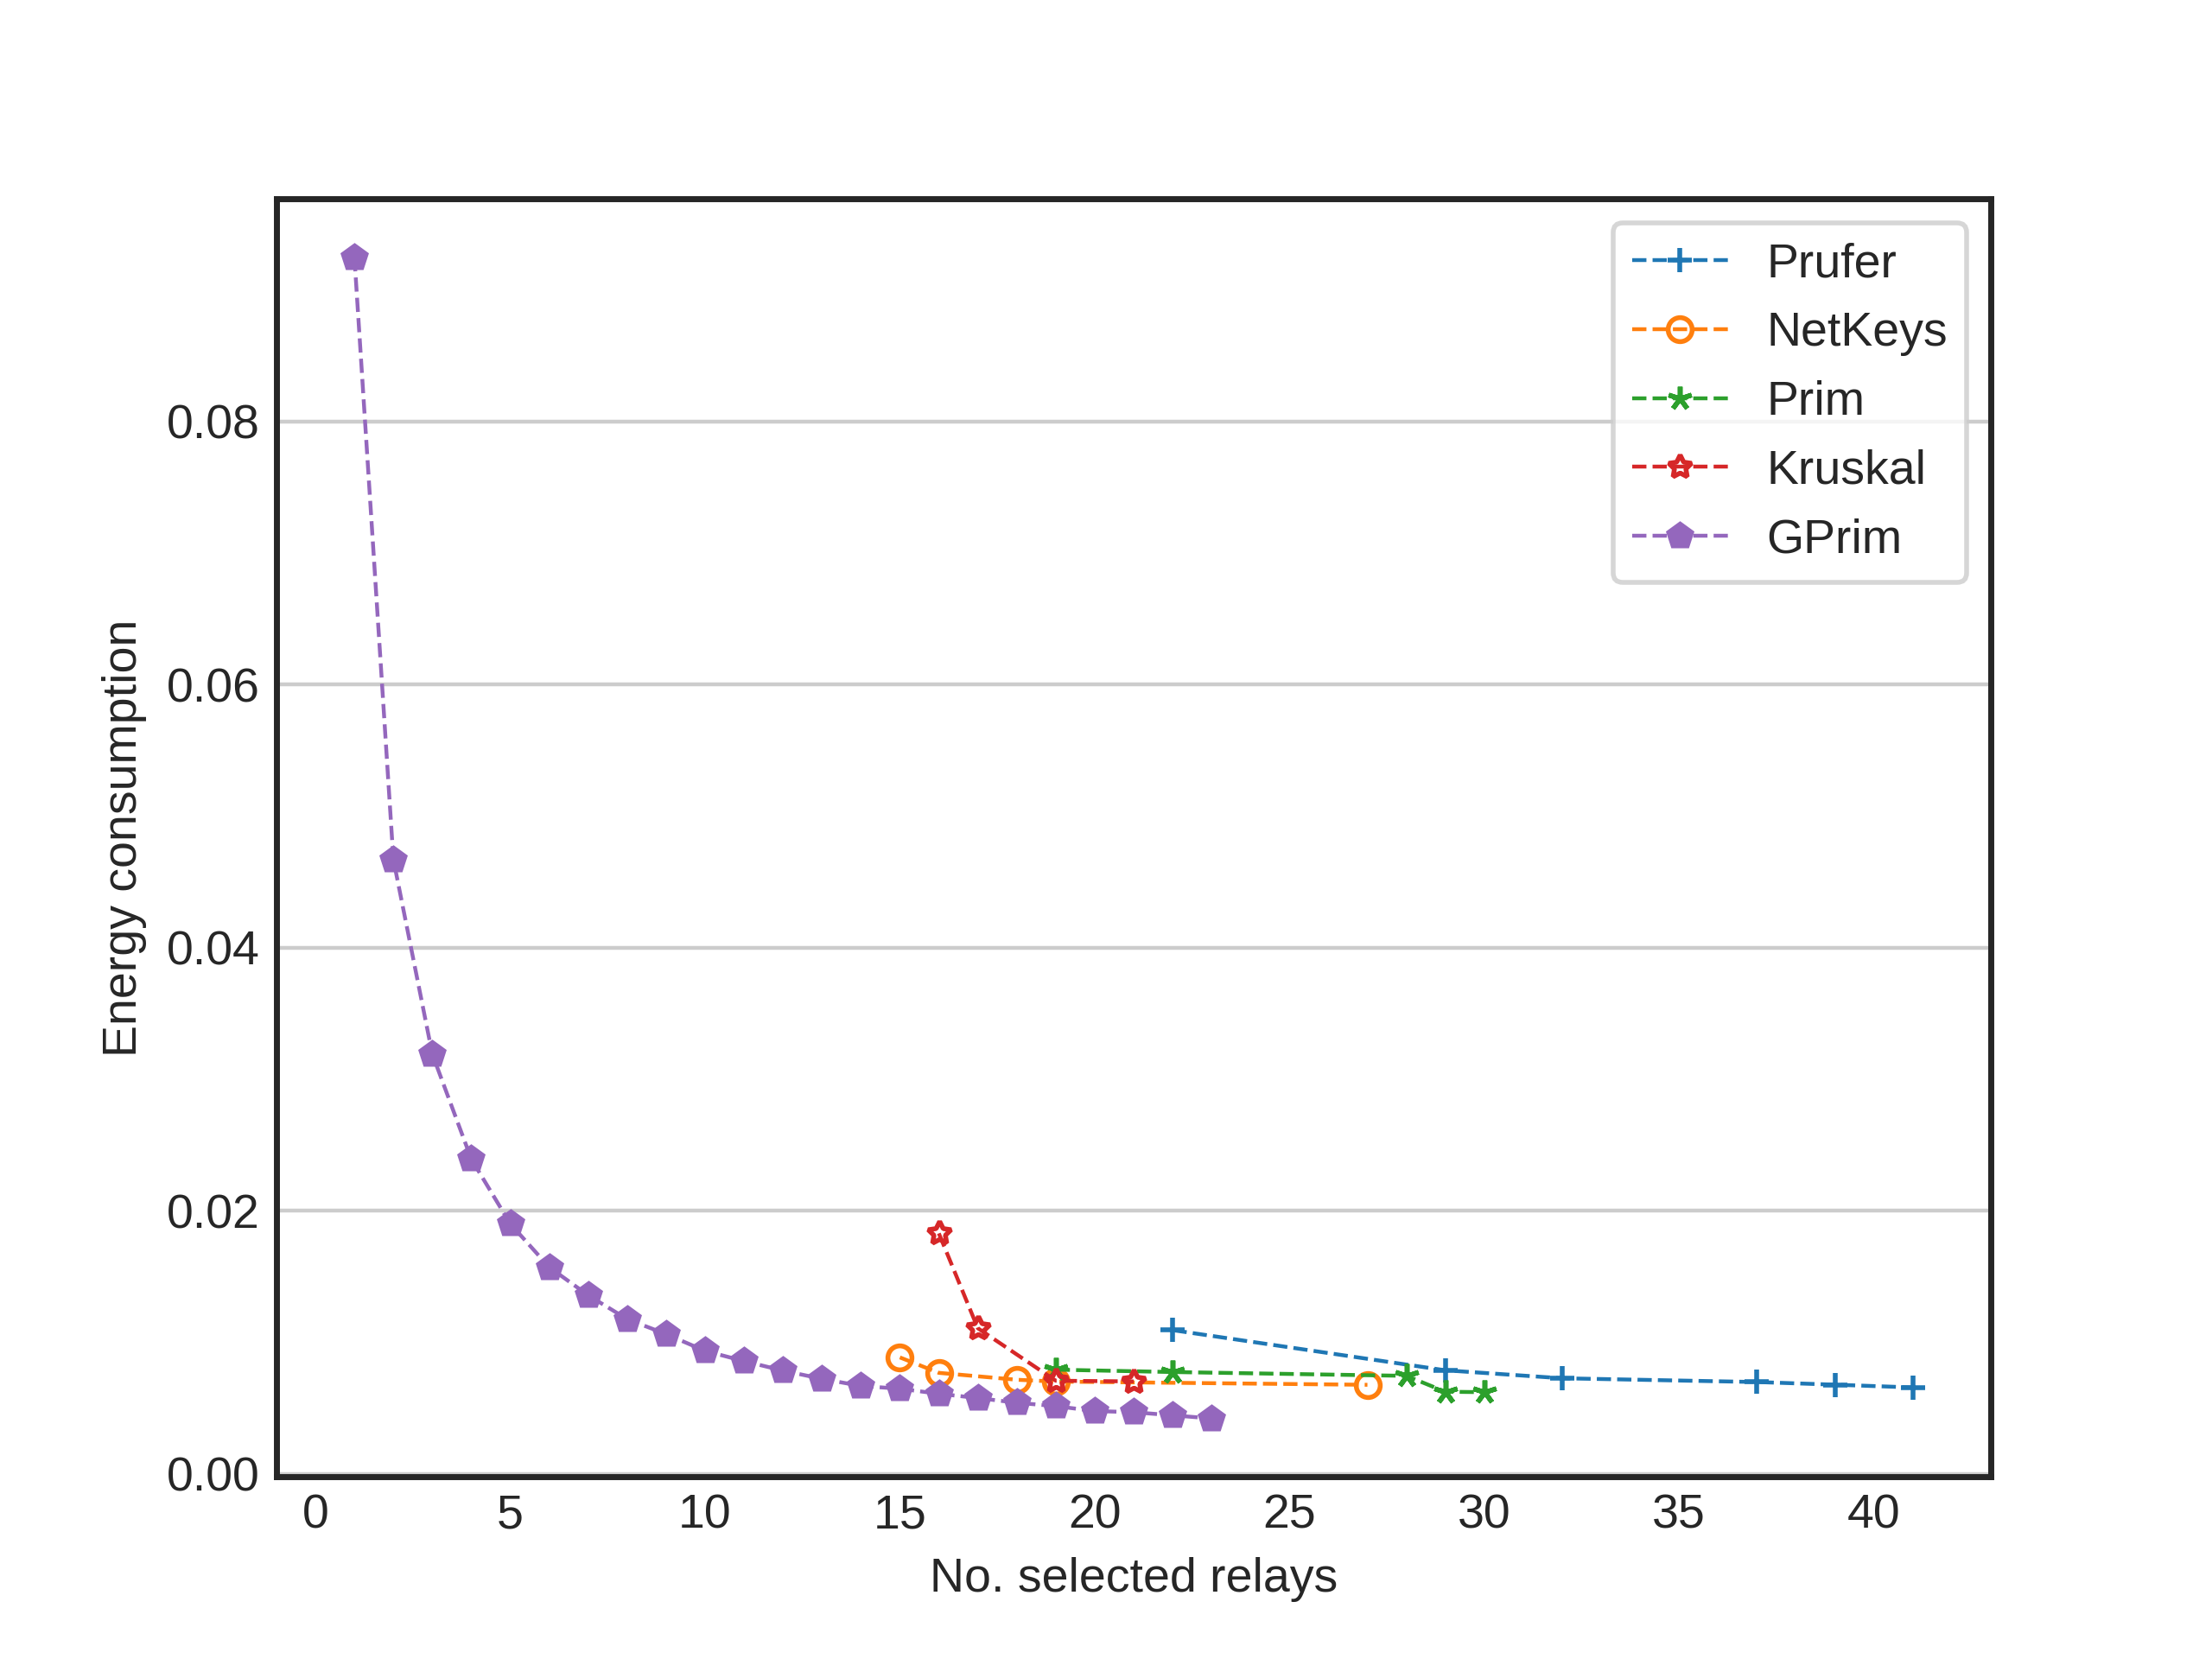 Prufer
NetKeys
Prim
Kruskal
GPrim
0.08
0.06
0.04
0.02
0.00
Energy consumption
0 5 10 15 20 25 30 35 40
No. selected relays